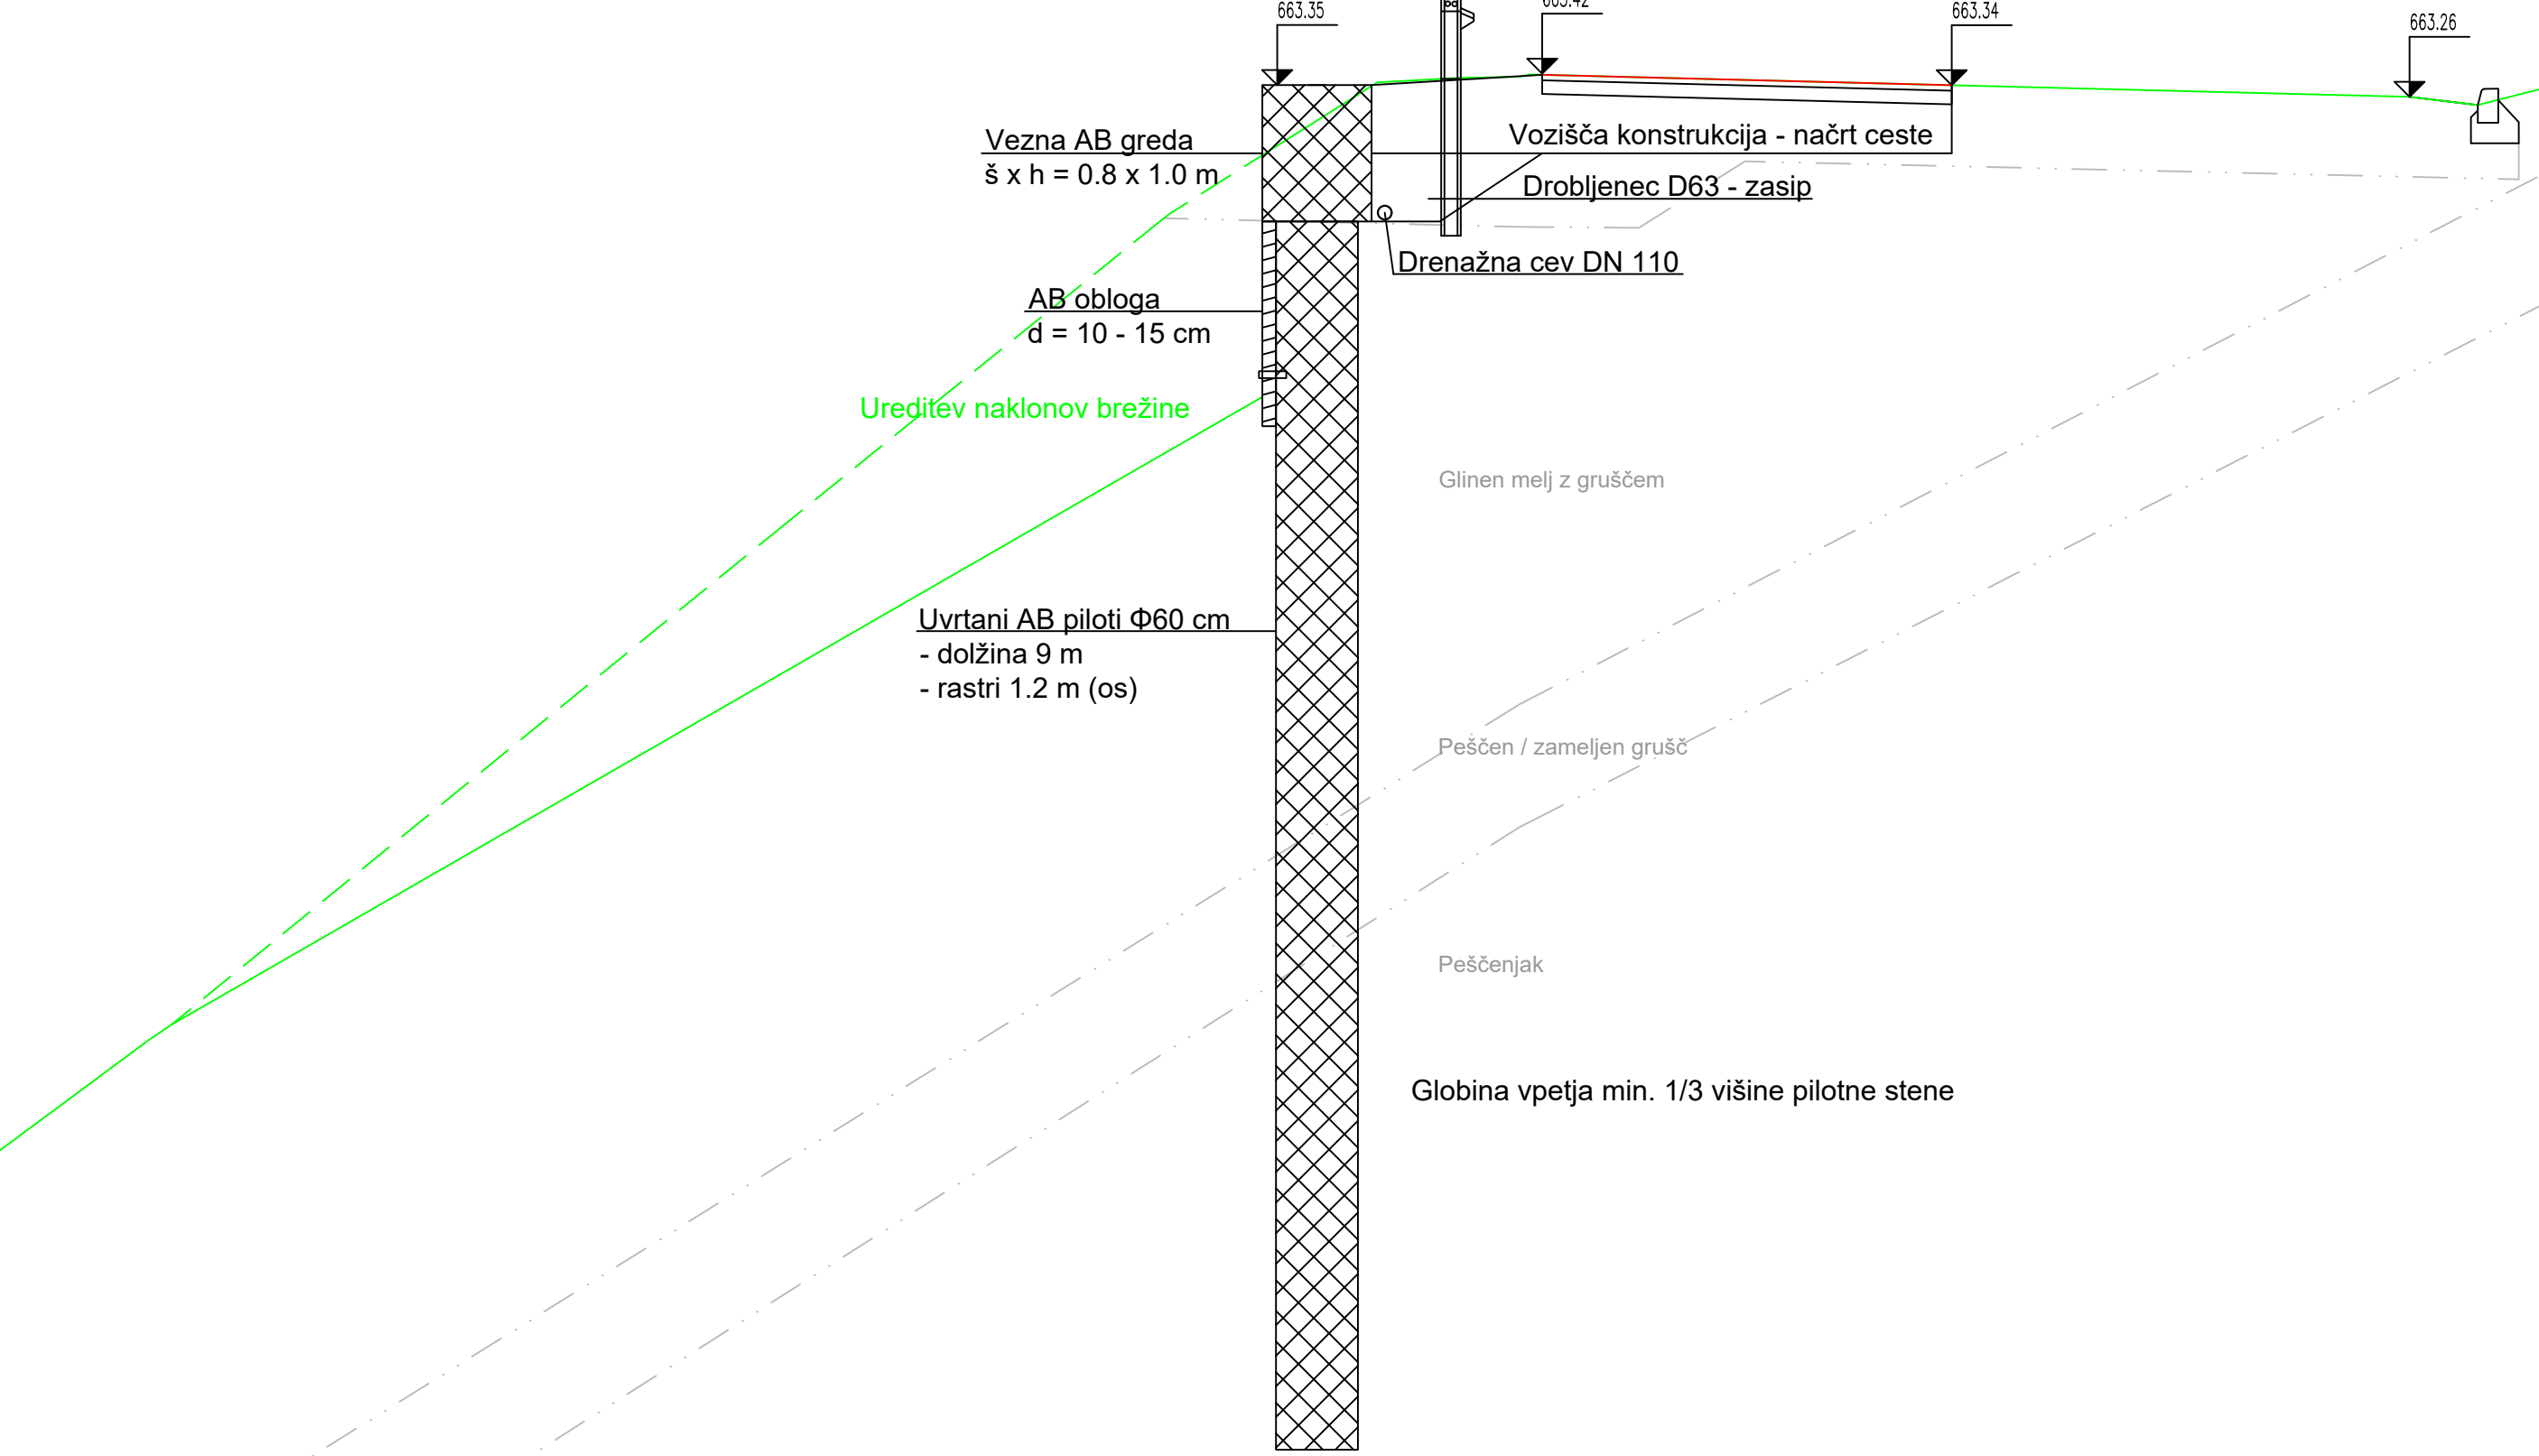 663.35
663.42
663.34
663.26
Vezna AB greda
š x h = 0.8 x 1.0 m
Vozišča konstrukcija - načrt ceste
Drobljenec D63 - zasip
Drenažna cev DN 110
AB obloga
d = 10 - 15 cm
Ureditev naklonov brežine
Glinen melj z gruščem
Uvrtani AB piloti Φ60 cm
- dolžina 9 m
- rastri 1.2 m (os)
Peščen / zameljen grušč
Peščenjak
Globina vpetja min. 1/3 višine pilotne stene